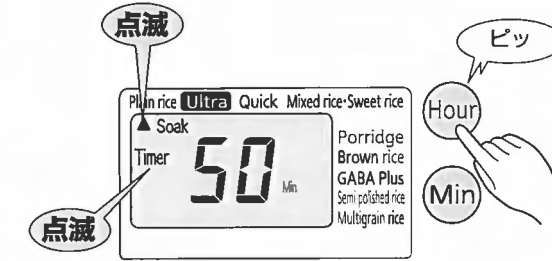 点滅
ピッ
Plain rice Ultra Quick Mixed rice・Sweet rice
Hour
Soak
Timer
50 Min
Porridge
Brown rice
GABA Plus
Semi polished rice
Multigrain rice
Min
点滅